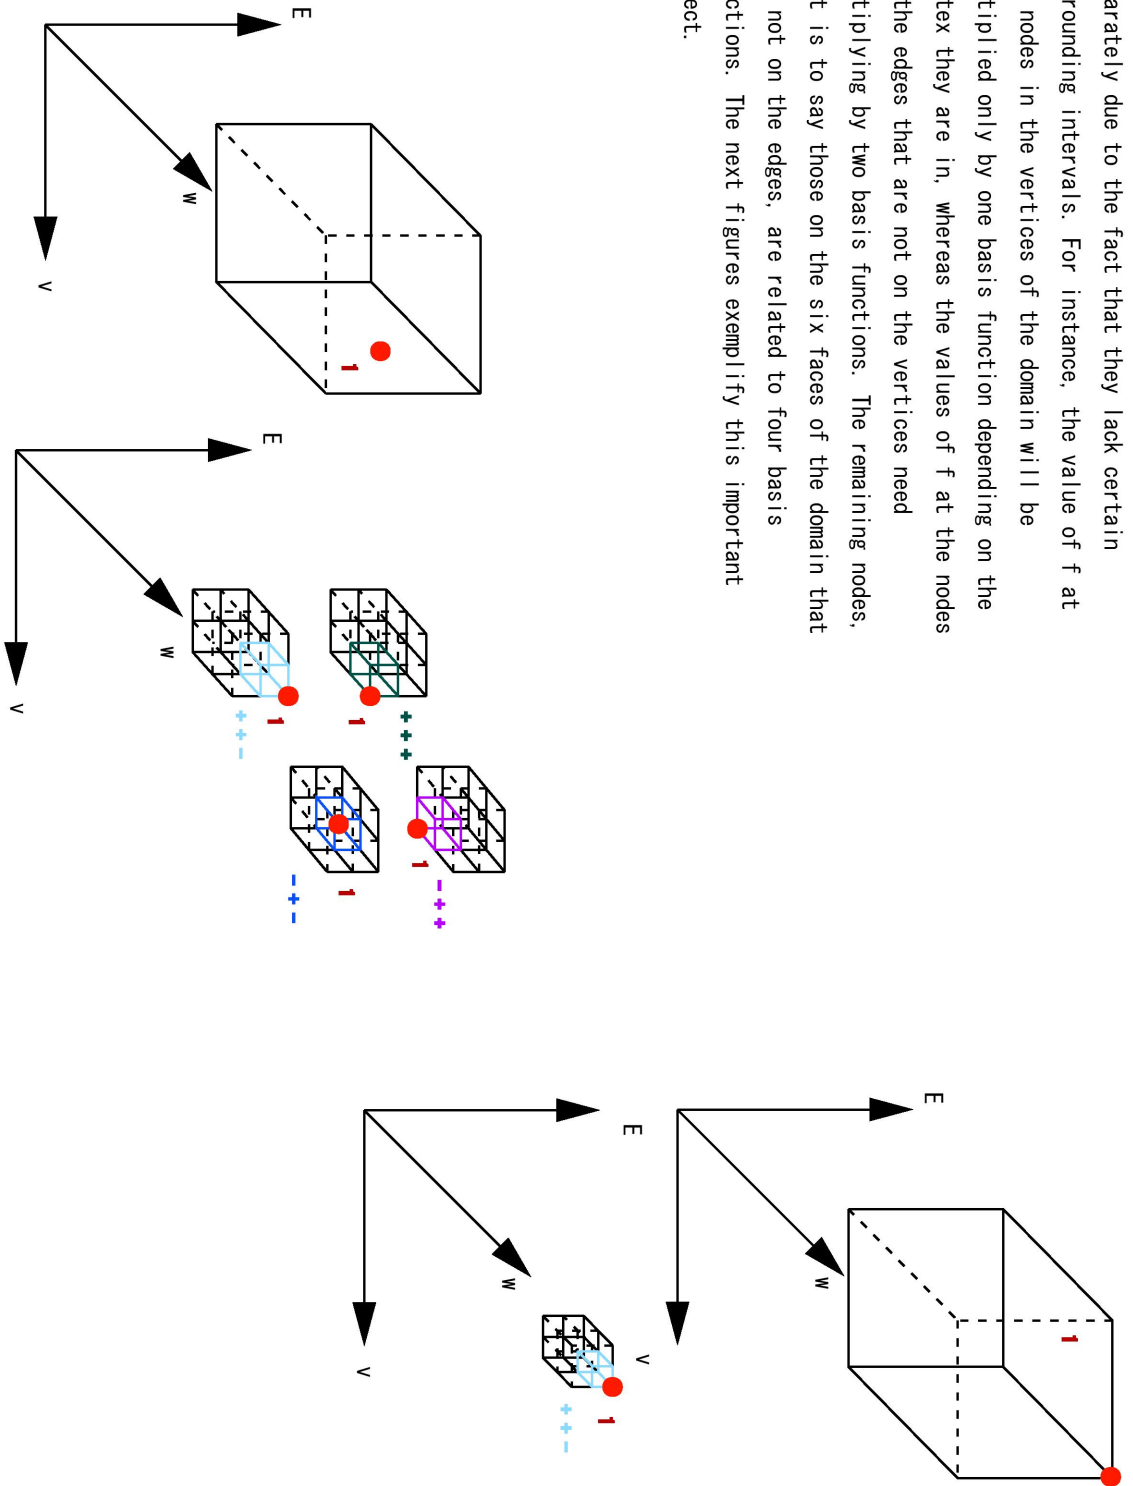 arately due to the fact that they lack certain
rounding intervals. For instance, the value of f at
nodes in the vertices of the domain will be
tiplied only by one basis function depending on the
tex they are in, whereas the values of f at the nodes
the edges that are not on the vertices need
tiplying by two basis functions. The remaining nodes,
t is to say those on the six faces of the domain that
not on the edges, are related to four basis
ctions. The next figures exemplify this important
ect.
E
w
v
1
E
w
v
1
+++
1
++-
1
-++
1
-+-
E
w
v
1
E
w
v
1
++-